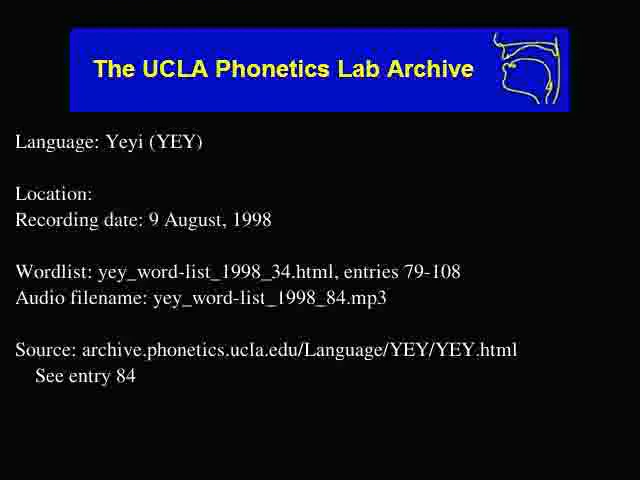 The UCLA Phonetics Lab Archive
Language: Yeyi (YEY)
Location:
Recording date: 9 August, 1998
Wordlist: yey_word-list_1998_34.html, entries 79-108
Audio filename: yey_word-list_1998_84.mp3
Source: archive.phonetics.ucla.edu/Language/YEY/YEY.html
See entry 84